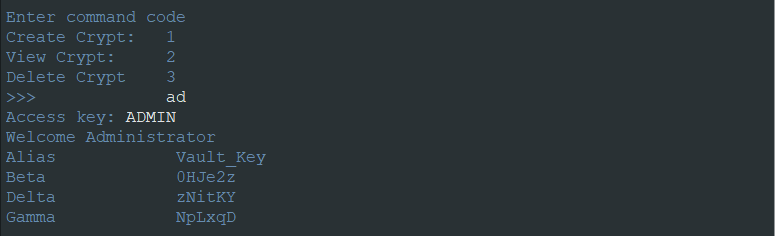 Enter command code
Create Crypt: 1
View Crypt: 2
Delete Crypt 3
>>> ad
Access key: ADMIN
Welcome Administrator
Alias Vault_Key
Beta 0HJe2z
Delta zNitKY
Gamma NpLxqD